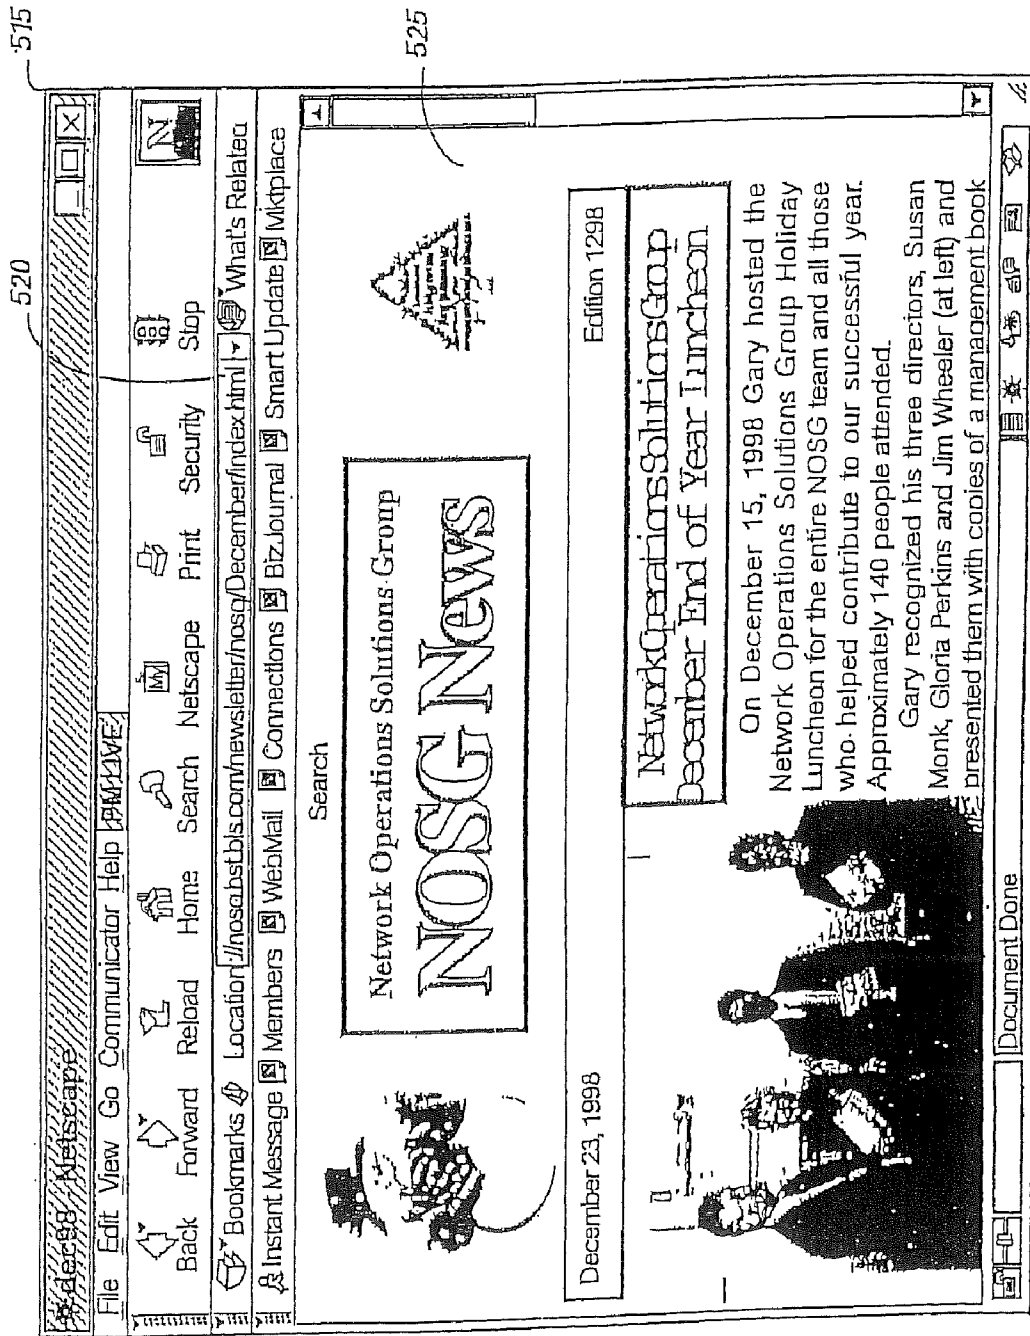 515
520
dec98 - Netscape
File Edit View Go Communicator Help
Back Forward Reload Home Search Netscape Print Security Stop
N
Bookmarks Location://nosg.bst.bls.com/newsletter/nosg/December/index.html What's Related
Instant Message Members WebMail Connections BizJournal Smart Update Mktplace
525
Search
Network Operations Solutions Group
NOSG News
December 23, 1998 Edition 1298
Network Operations Solutions Group
December End of Year Luncheon
On December 15, 1998 Gary hosted the
Network Operations Solutions Group Holiday
Luncheon for the entire NOSG team and all those
who helped contribute to our successful year.
Approximately 140 people attended.
Gary recognized his three directors, Susan
Monk, Gloria Perkins and Jim Wheeler (at left) and
presented them with copies of a management book
Document Done